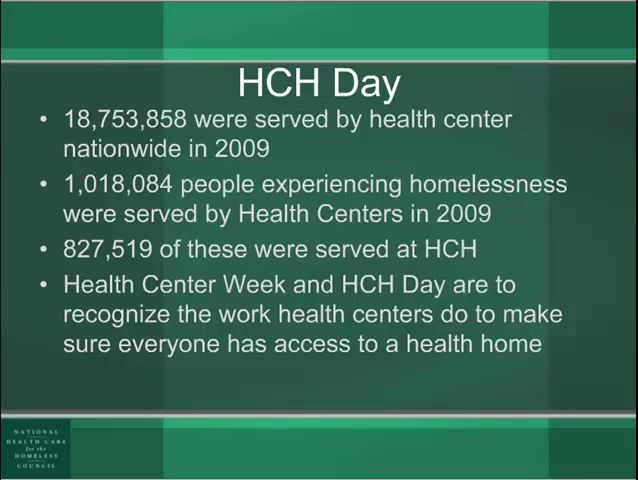 HCH Day
• 18,753,858 were served by health center
nationwide in 2009
• 1,018,084 people experiencing homelessness
were served by Health Centers in 2009
• 827,519 of these were served at HCH
• Health Center Week and HCH Day are to
recognize the work health centers do to make
sure everyone has access to a health home
NATIONAL
HEALTH CARE
for the
HOMELESS
COUNCIL